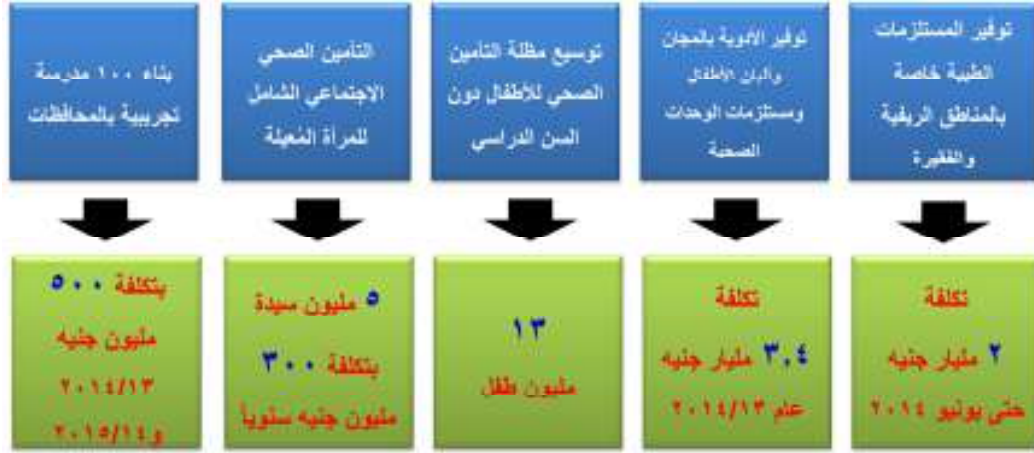 توفير المستلزمات
الطبية خاصة
بالمناطق الريفية
والفقيرة
توفير الأدوية بالمجان
وألبان الأطفال
ومستلزمات الوحدات
الصحية
توسيع مظلة التأمين
الصحي للأطفال دون
السن الدراسي
التأمين الصحي
الاجتماعي الشامل
للمرأة المُعيلة
بناء ١٠٠ مدرسة
تجريبية بالمحافظات
تكلفة
٢ مليار جنيه
حتى يونيو ٢٠١٤
تكلفة
٣,٤ مليار جنيه
عام ٢٠١٤/١٣
١٣
مليون طفل
٥ مليون سيدة
بتكلفة ٣٠٠
مليون جنيه سنوياً
بتكلفة ٥٠٠
مليون جنيه
٢٠١٤/١٣
و٢٠١٥/١٤